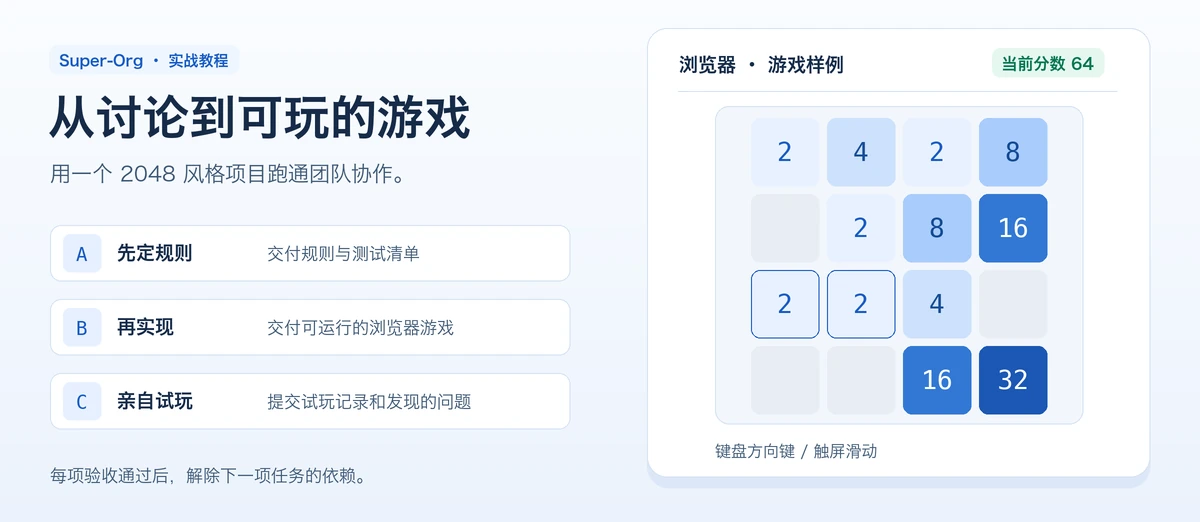 Super-Org · 实战教程
从讨论到可玩的游戏
用一个 2048 风格项目跑通团队协作。
A 先定规则 交付规则与测试清单
B 再实现 交付可运行的浏览器游戏
C 亲自试玩 提交试玩记录和发现的问题
每项验收通过后，解除下一项任务的依赖。
浏览器 · 游戏样例 当前分数 64
2 4 2 8
2 8 16
2 2 4
16 32
键盘方向键 / 触屏滑动